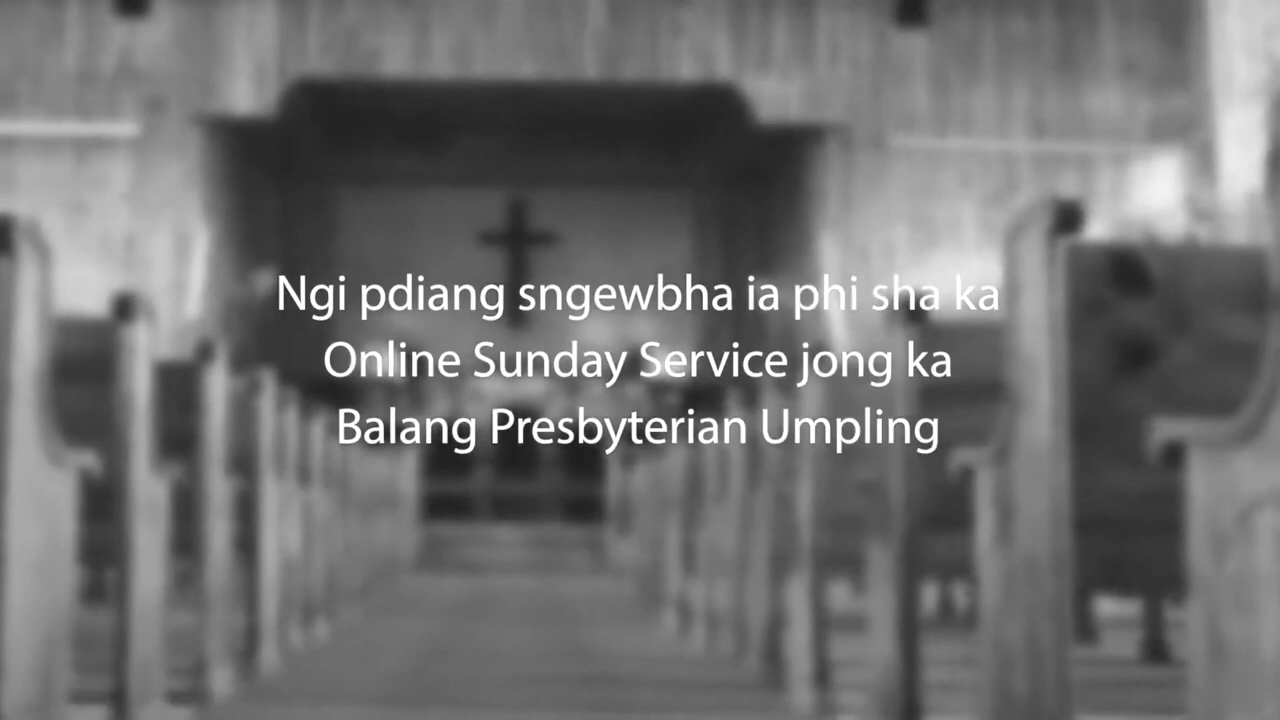 Ngi pdiang sngewbha ia phi sha ka
Online Sunday Service jong ka
Balang Presbyterian Umpling